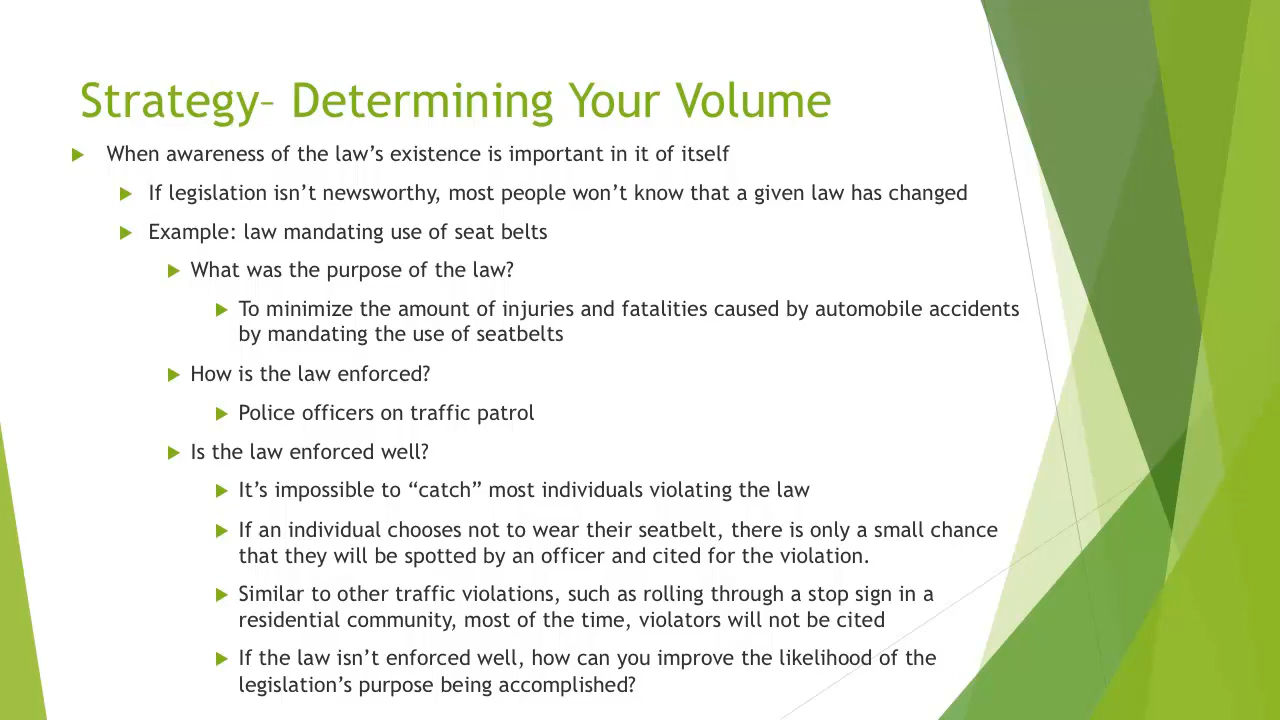 Strategy– Determining Your Volume
When awareness of the law’s existence is important in it of itself
If legislation isn’t newsworthy, most people won’t know that a given law has changed
Example: law mandating use of seat belts
What was the purpose of the law?
To minimize the amount of injuries and fatalities caused by automobile accidents
by mandating the use of seatbelts
How is the law enforced?
Police officers on traffic patrol
Is the law enforced well?
It’s impossible to “catch” most individuals violating the law
If an individual chooses not to wear their seatbelt, there is only a small chance
that they will be spotted by an officer and cited for the violation.
Similar to other traffic violations, such as rolling through a stop sign in a
residential community, most of the time, violators will not be cited
If the law isn’t enforced well, how can you improve the likelihood of the
legislation’s purpose being accomplished?